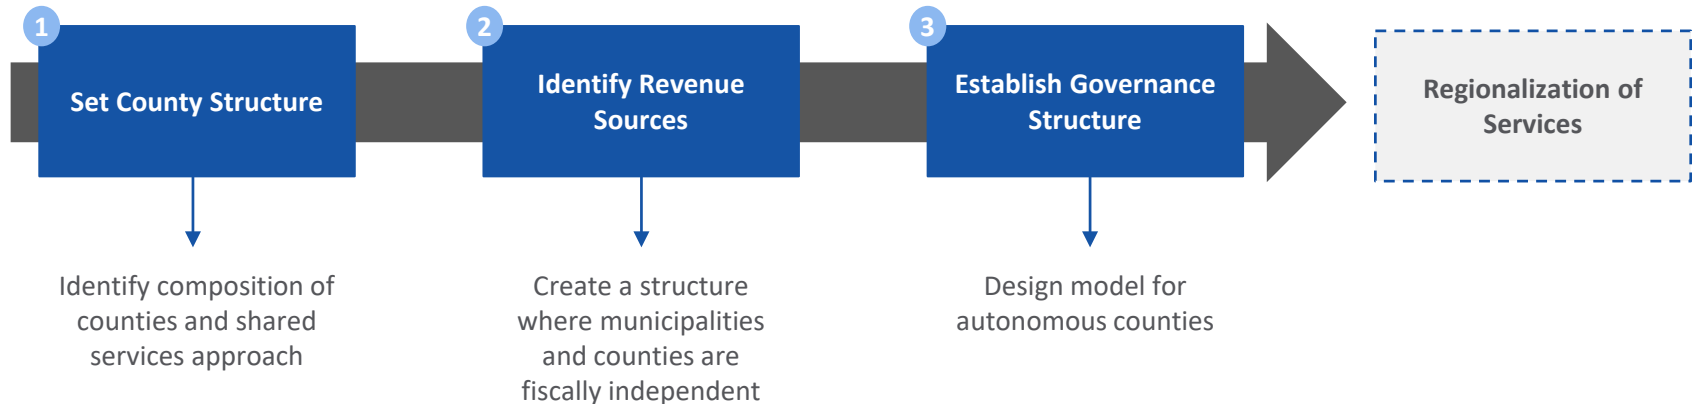 1
Set County Structure
2
Identify Revenue
Sources
3
Establish Governance
Structure
Regionalization of
Services
Identify composition of
counties and shared
services approach
Create a structure
where municipalities
and counties are
fiscally independent
Design model for
autonomous counties